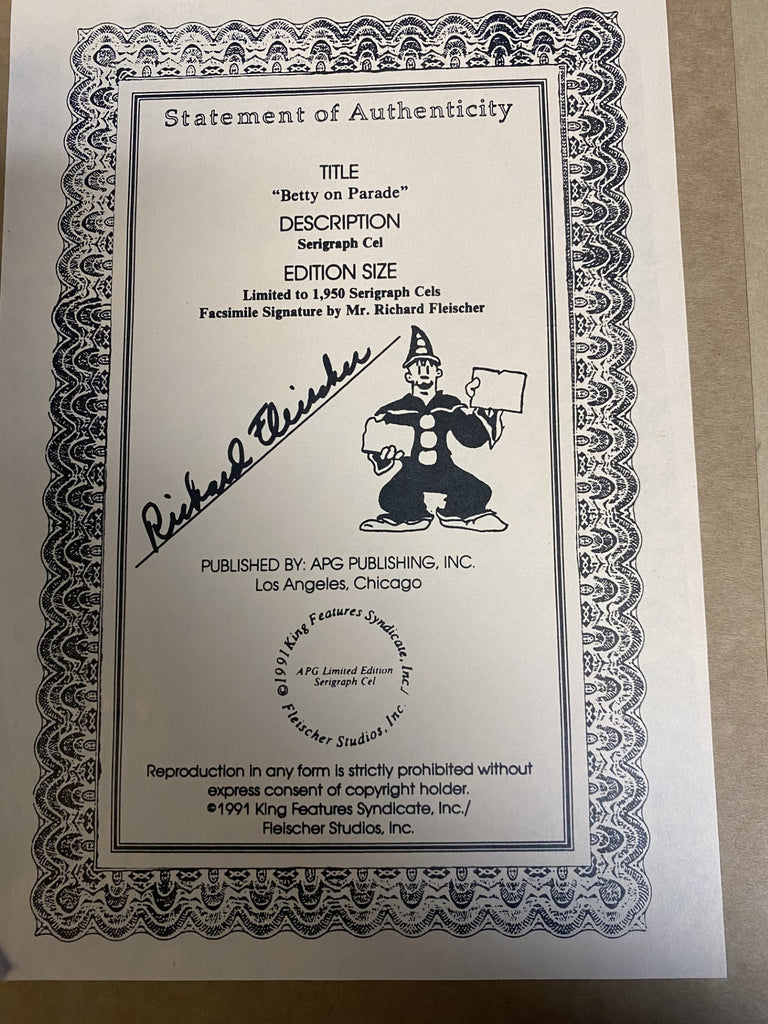 Statement of Authenticity
TITLE
“Betty on Parade”
DESCRIPTION
Serigraph Cel
EDITION SIZE
Limited to 1,950 Serigraph Cels
Facsimile Signature by Mr. Richard Fleischer
Richard Fleischer
PUBLISHED BY: APG PUBLISHING, INC.
Los Angeles, Chicago
©1991 King Features Syndicate, Inc./
Fleischer Studios, Inc.
APG Limited Edition
Serigraph Cel
Reproduction in any form is strictly prohibited without
express consent of copyright holder.
©1991 King Features Syndicate, Inc./
Fleischer Studios, Inc.